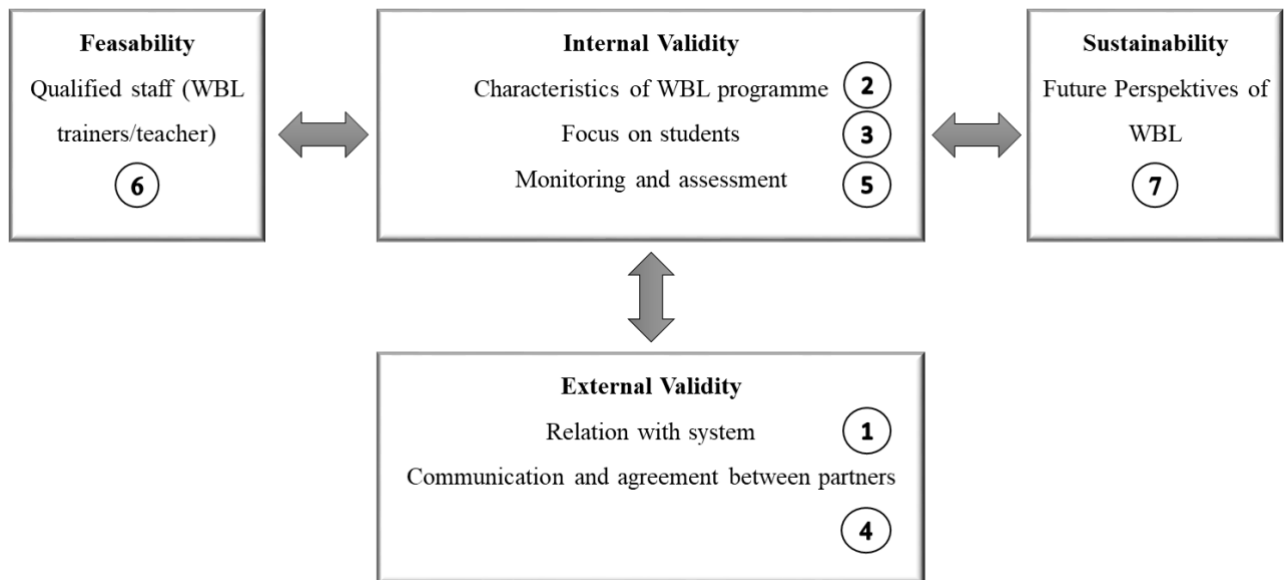 Feasability
Qualified staff (WBL
trainers/teacher)
6
Internal Validity
Characteristics of WBL programme 2
Focus on students 3
Monitoring and assessment 5
Sustainability
Future Perspektives of
WBL
7
External Validity
Relation with system 1
Communication and agreement between partners
4